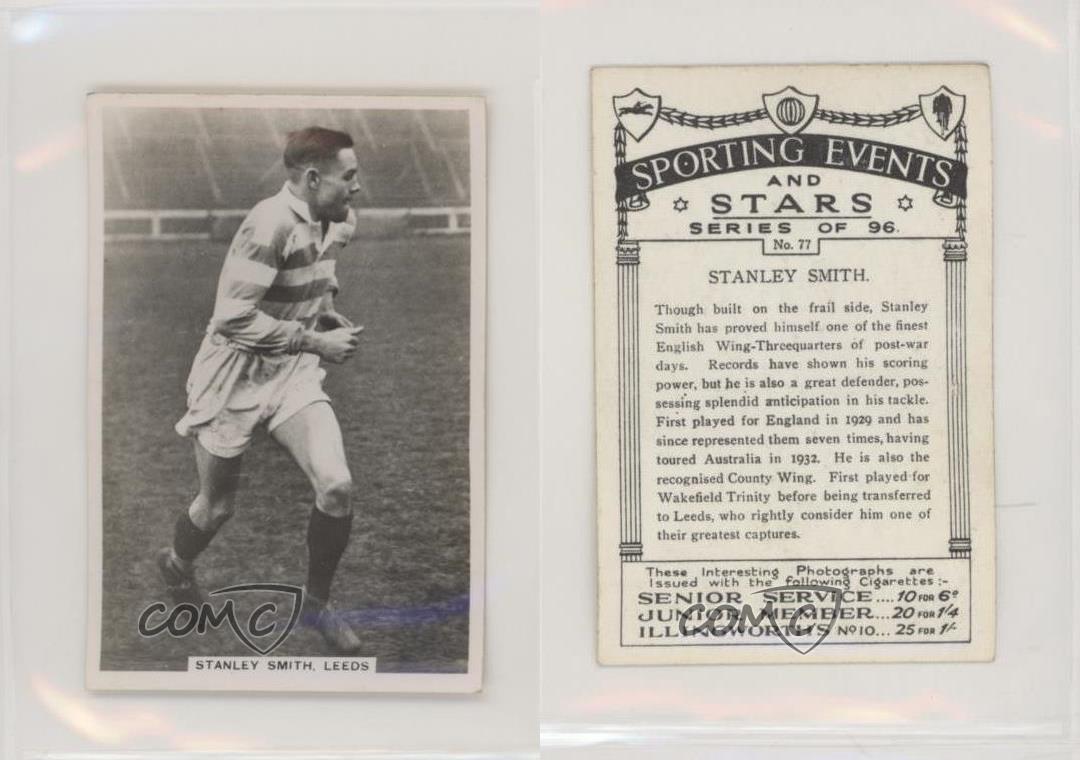 STANLEY SMITH, LEEDS
COMC
SPORTING EVENTS
AND
STARS
SERIES OF 96.
No. 77
STANLEY SMITH.
Though built on the frail side, Stanley
Smith has proved himself one of the finest
English Wing-Threequarters of post-war
days. Records have shown his scoring
power, but he is also a great defender, pos-
sessing splendid anticipation in his tackle.
First played for England in 1929 and has
since represented them seven times, having
toured Australia in 1932. He is also the
recognised County Wing. First played for
Wakefield Trinity before being transferred
to Leeds, who rightly consider him one of
their greatest captures.
These Interesting Photographs are
Issued with the following Cigarettes :-
SENIOR SERVICE.... 10 FOR 6D
JUNIOR MEMBER... 20 FOR 1/4
ILLINGWORTH'S No 10... 25 FOR 1/-
COMC